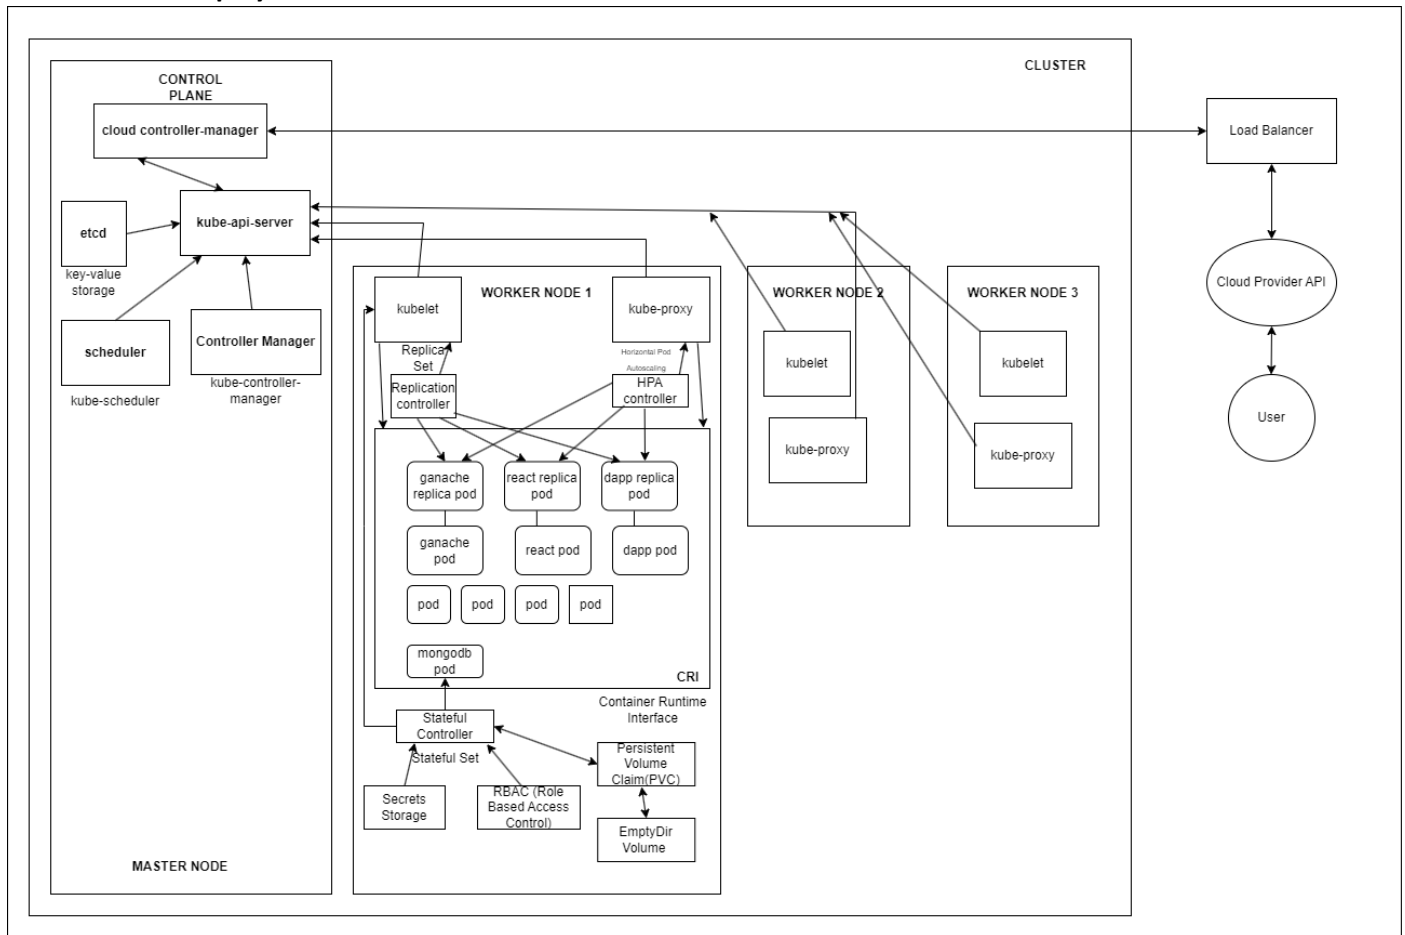 CLUSTER
CONTROL
PLANE
cloud controller-manager
Load Balancer
kube-api-server
etcd
key-value
storage
Cloud Provider API
WORKER NODE 1
WORKER NODE 2
WORKER NODE 3
kubelet
kube-proxy
scheduler
kube-scheduler
Controller Manager
kube-controller-
manager
Replica
Set
Horizontal Pod
Autoscaling
Replication
controller
HPA
controller
kubelet
kubelet
kube-proxy
kube-proxy
User
ganache
replica pod
react replica
pod
dapp replica
pod
ganache
pod
react pod
dapp pod
pod
pod
pod
pod
mongodb
pod
CRI
Container Runtime
Interface
Stateful
Controller
Stateful Set
Persistent
Volume
Claim(PVC)
Secrets
Storage
RBAC (Role
Based Access
Control)
EmptyDir
Volume
MASTER NODE